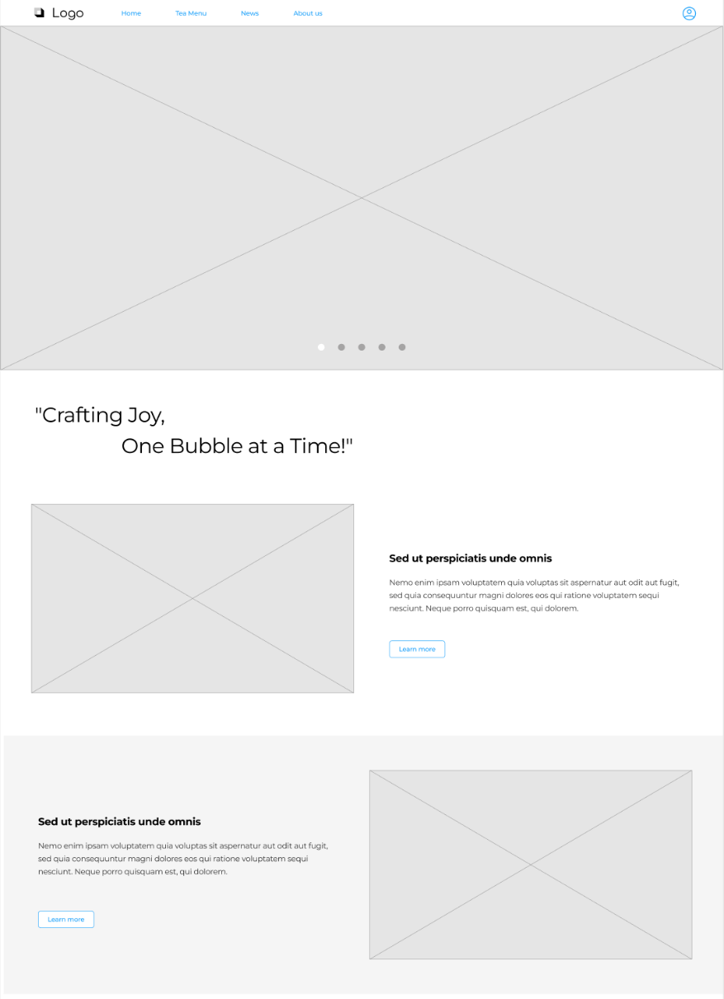 Logo
Home
Tea Menu
News
About us
"Crafting Joy,
One Bubble at a Time!"
Sed ut perspiciatis unde omnis
Nemo enim ipsam voluptatem quia voluptas sit aspernatur aut odit aut fugit,
sed quia consequuntur magni dolores eos qui ratione voluptatem sequi
nesciunt. Neque porro quisquam est, qui dolorem.
Learn more
Sed ut perspiciatis unde omnis
Nemo enim ipsam voluptatem quia voluptas sit aspernatur aut odit aut fugit,
sed quia consequuntur magni dolores eos qui ratione voluptatem sequi
nesciunt. Neque porro quisquam est, qui dolorem.
Learn more